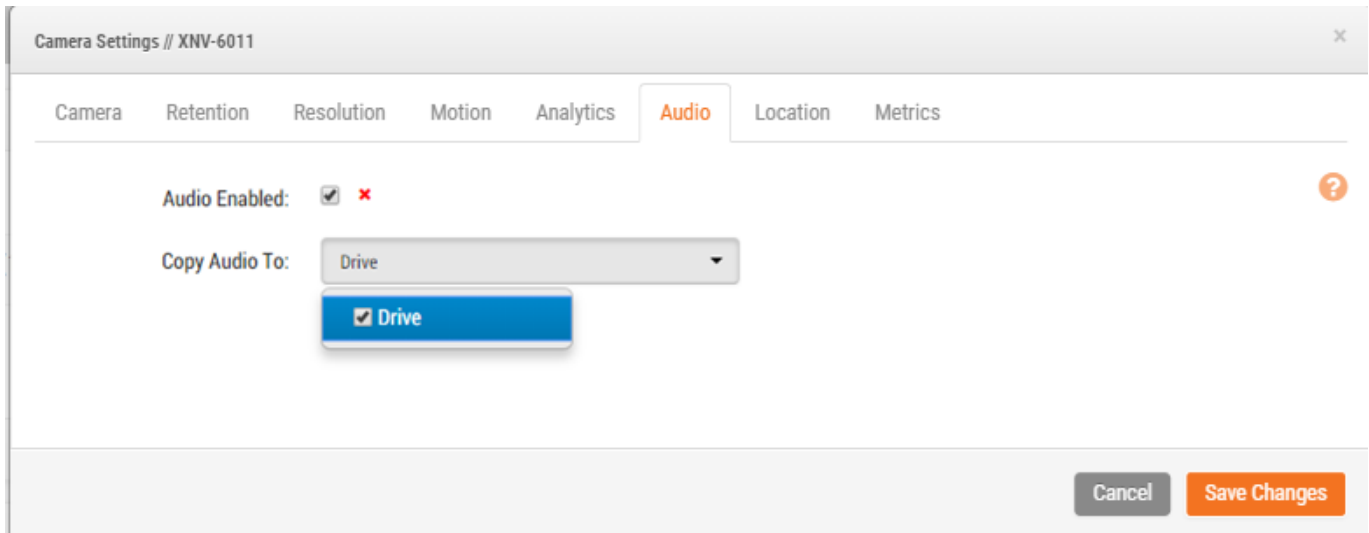 Camera Settings // XNV-6011
Camera Retention Resolution Motion Analytics Audio Location Metrics
Audio Enabled:
Copy Audio To: Drive
Drive
Cancel Save Changes